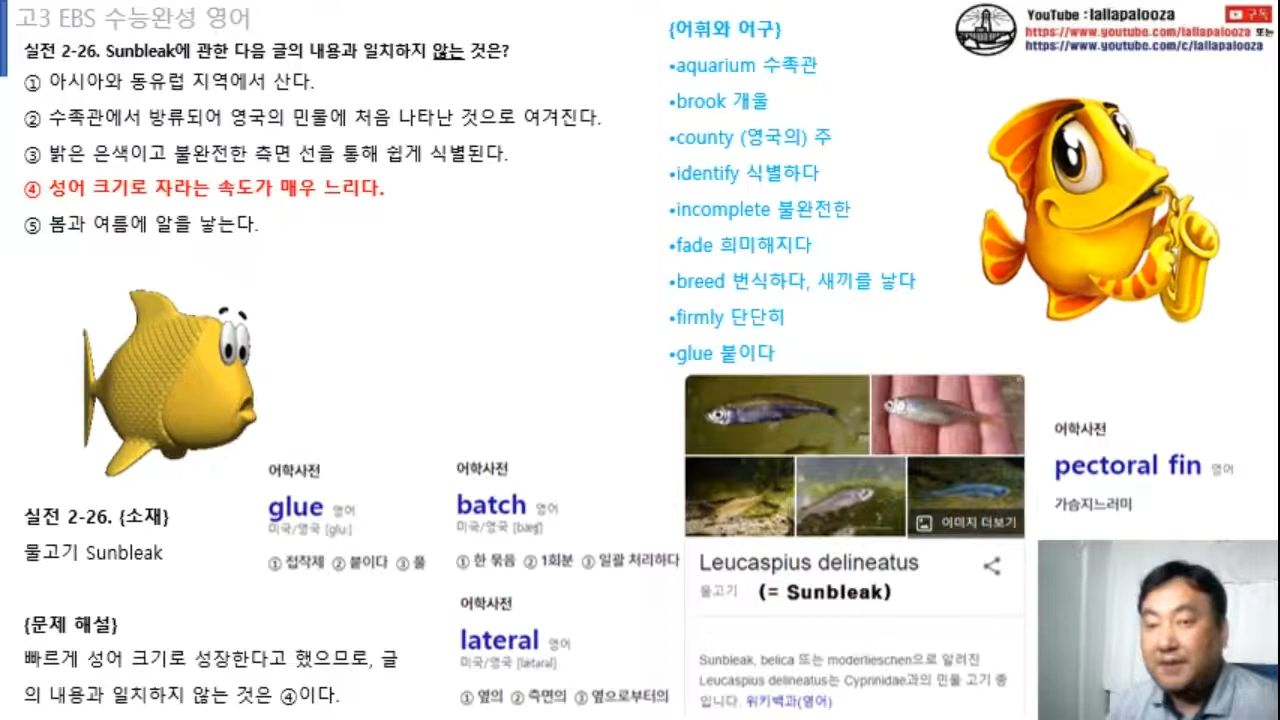 고3 EBS 수능완성 영어
실전 2-26. Sunbleak에 관한 다음 글의 내용과 일치하지 않는 것은?
① 아시아와 동유럽 지역에서 산다.
② 수족관에서 방류되어 영국의 민물에 처음 나타난 것으로 여겨진다.
③ 밝은 은색이고 불완전한 측면 선을 통해 쉽게 식별된다.
④ 성어 크기로 자라는 속도가 매우 느리다.
⑤ 봄과 여름에 알을 낳는다.
실전 2-26. {소재}
물고기 Sunbleak
{문제 해설}
빠르게 성어 크기로 성장한다고 했으므로, 글
의 내용과 일치하지 않는 것은 ④이다.
어학사전
glue 영어
미국/영국 [glu:]
① 접착제 ② 붙이다 ③ 풀
어학사전
batch 영어
미국/영국 [bætʃ]
① 한 묶음 ② 1회분 ③ 일괄 처리하다
어학사전
lateral 영어
미국/영국 [lætərəl]
① 옆의 ② 측면의 ③ 옆으로부터의
{어휘와 어구}
•aquarium 수족관
•brook 개울
•county (영국의) 주
•identify 식별하다
•incomplete 불완전한
•fade 희미해지다
•breed 번식하다, 새끼를 낳다
•firmly 단단히
•glue 붙이다
이미지 더보기
Leucaspius delineatus
물고기 (= Sunbleak)
Sunbleak, belica 또는 moderlieschen으로 알려진
Leucaspius delineatus는 Cyprinidae과의 민물 고기 종
입니다. 위키백과(영어)
YouTube : lallapalooza
구독
https://www.youtube.com/lallapalooza 또는
https://www.youtube.com/c/lallapalooza
어학사전
pectoral fin 영어
가슴지느러미